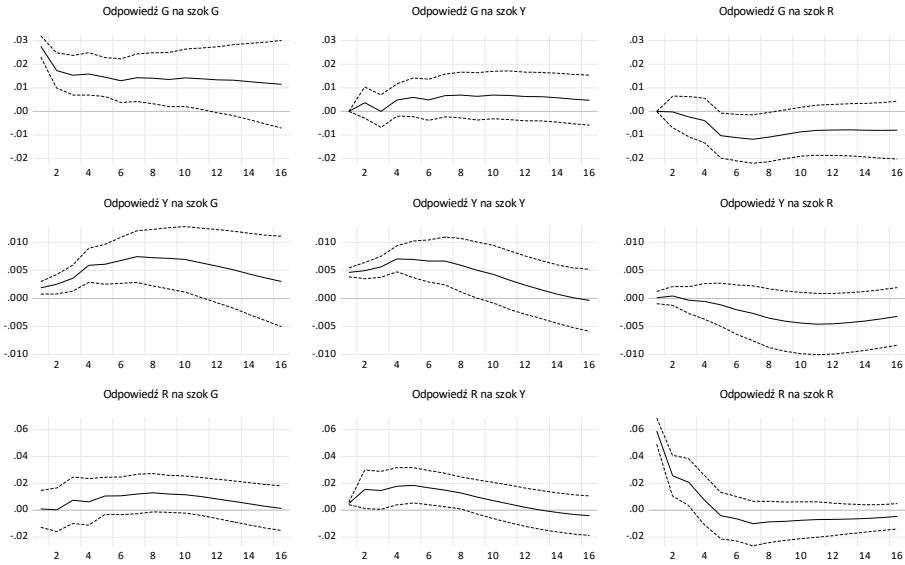 Odpowiedź G na szok G
Odpowiedź G na szok Y
Odpowiedź G na szok R
.03
.02
.01
.00
-.01
-.02
2 4 6 8 10 12 14 16
.03
.02
.01
.00
-.01
-.02
2 4 6 8 10 12 14 16
.03
.02
.01
.00
-.01
-.02
2 4 6 8 10 12 14 16
Odpowiedź Y na szok G
Odpowiedź Y na szok Y
Odpowiedź Y na szok R
.010
.005
.000
-.005
-.010
2 4 6 8 10 12 14 16
.010
.005
.000
-.005
-.010
2 4 6 8 10 12 14 16
.010
.005
.000
-.005
-.010
2 4 6 8 10 12 14 16
Odpowiedź R na szok G
Odpowiedź R na szok Y
Odpowiedź R na szok R
.06
.04
.02
.00
-.02
2 4 6 8 10 12 14 16
.06
.04
.02
.00
-.02
2 4 6 8 10 12 14 16
.06
.04
.02
.00
-.02
2 4 6 8 10 12 14 16